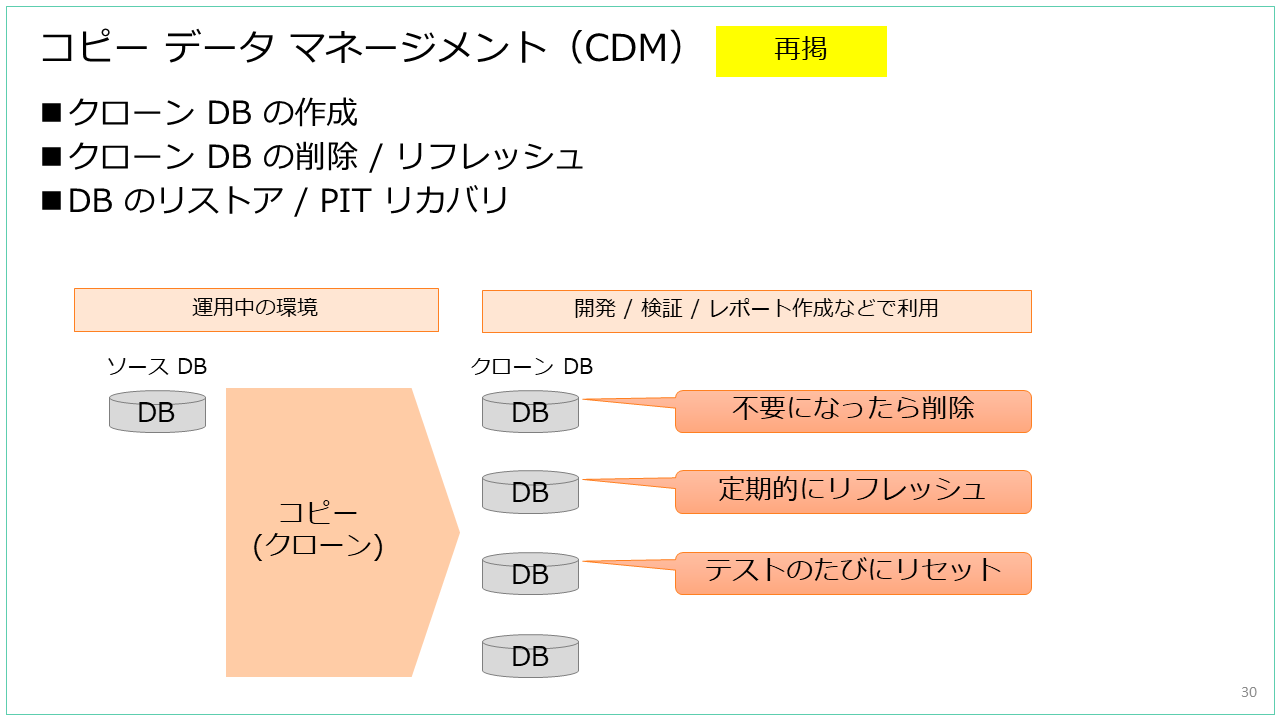 コピー データ マネージメント（CDM）
再掲
■クローン DB の作成
■クローン DB の削除 / リフレッシュ
■DB のリストア / PIT リカバリ
運用中の環境
開発 / 検証 / レポート作成などで利用
ソース DB
クローン DB
DB
DB
不要になったら削除
DB
定期的にリフレッシュ
コピー
(クローン)
DB
テストのたびにリセット
DB
30